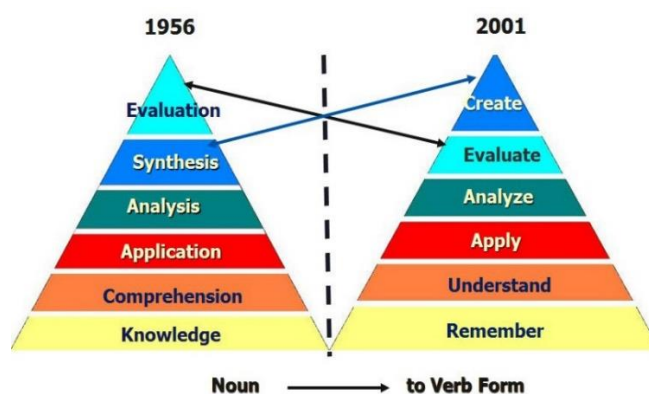 1956
Evaluation
Synthesis
Analysis
Application
Comprehension
Knowledge
2001
Create
Evaluate
Analyze
Apply
Understand
Remember
Noun to Verb Form